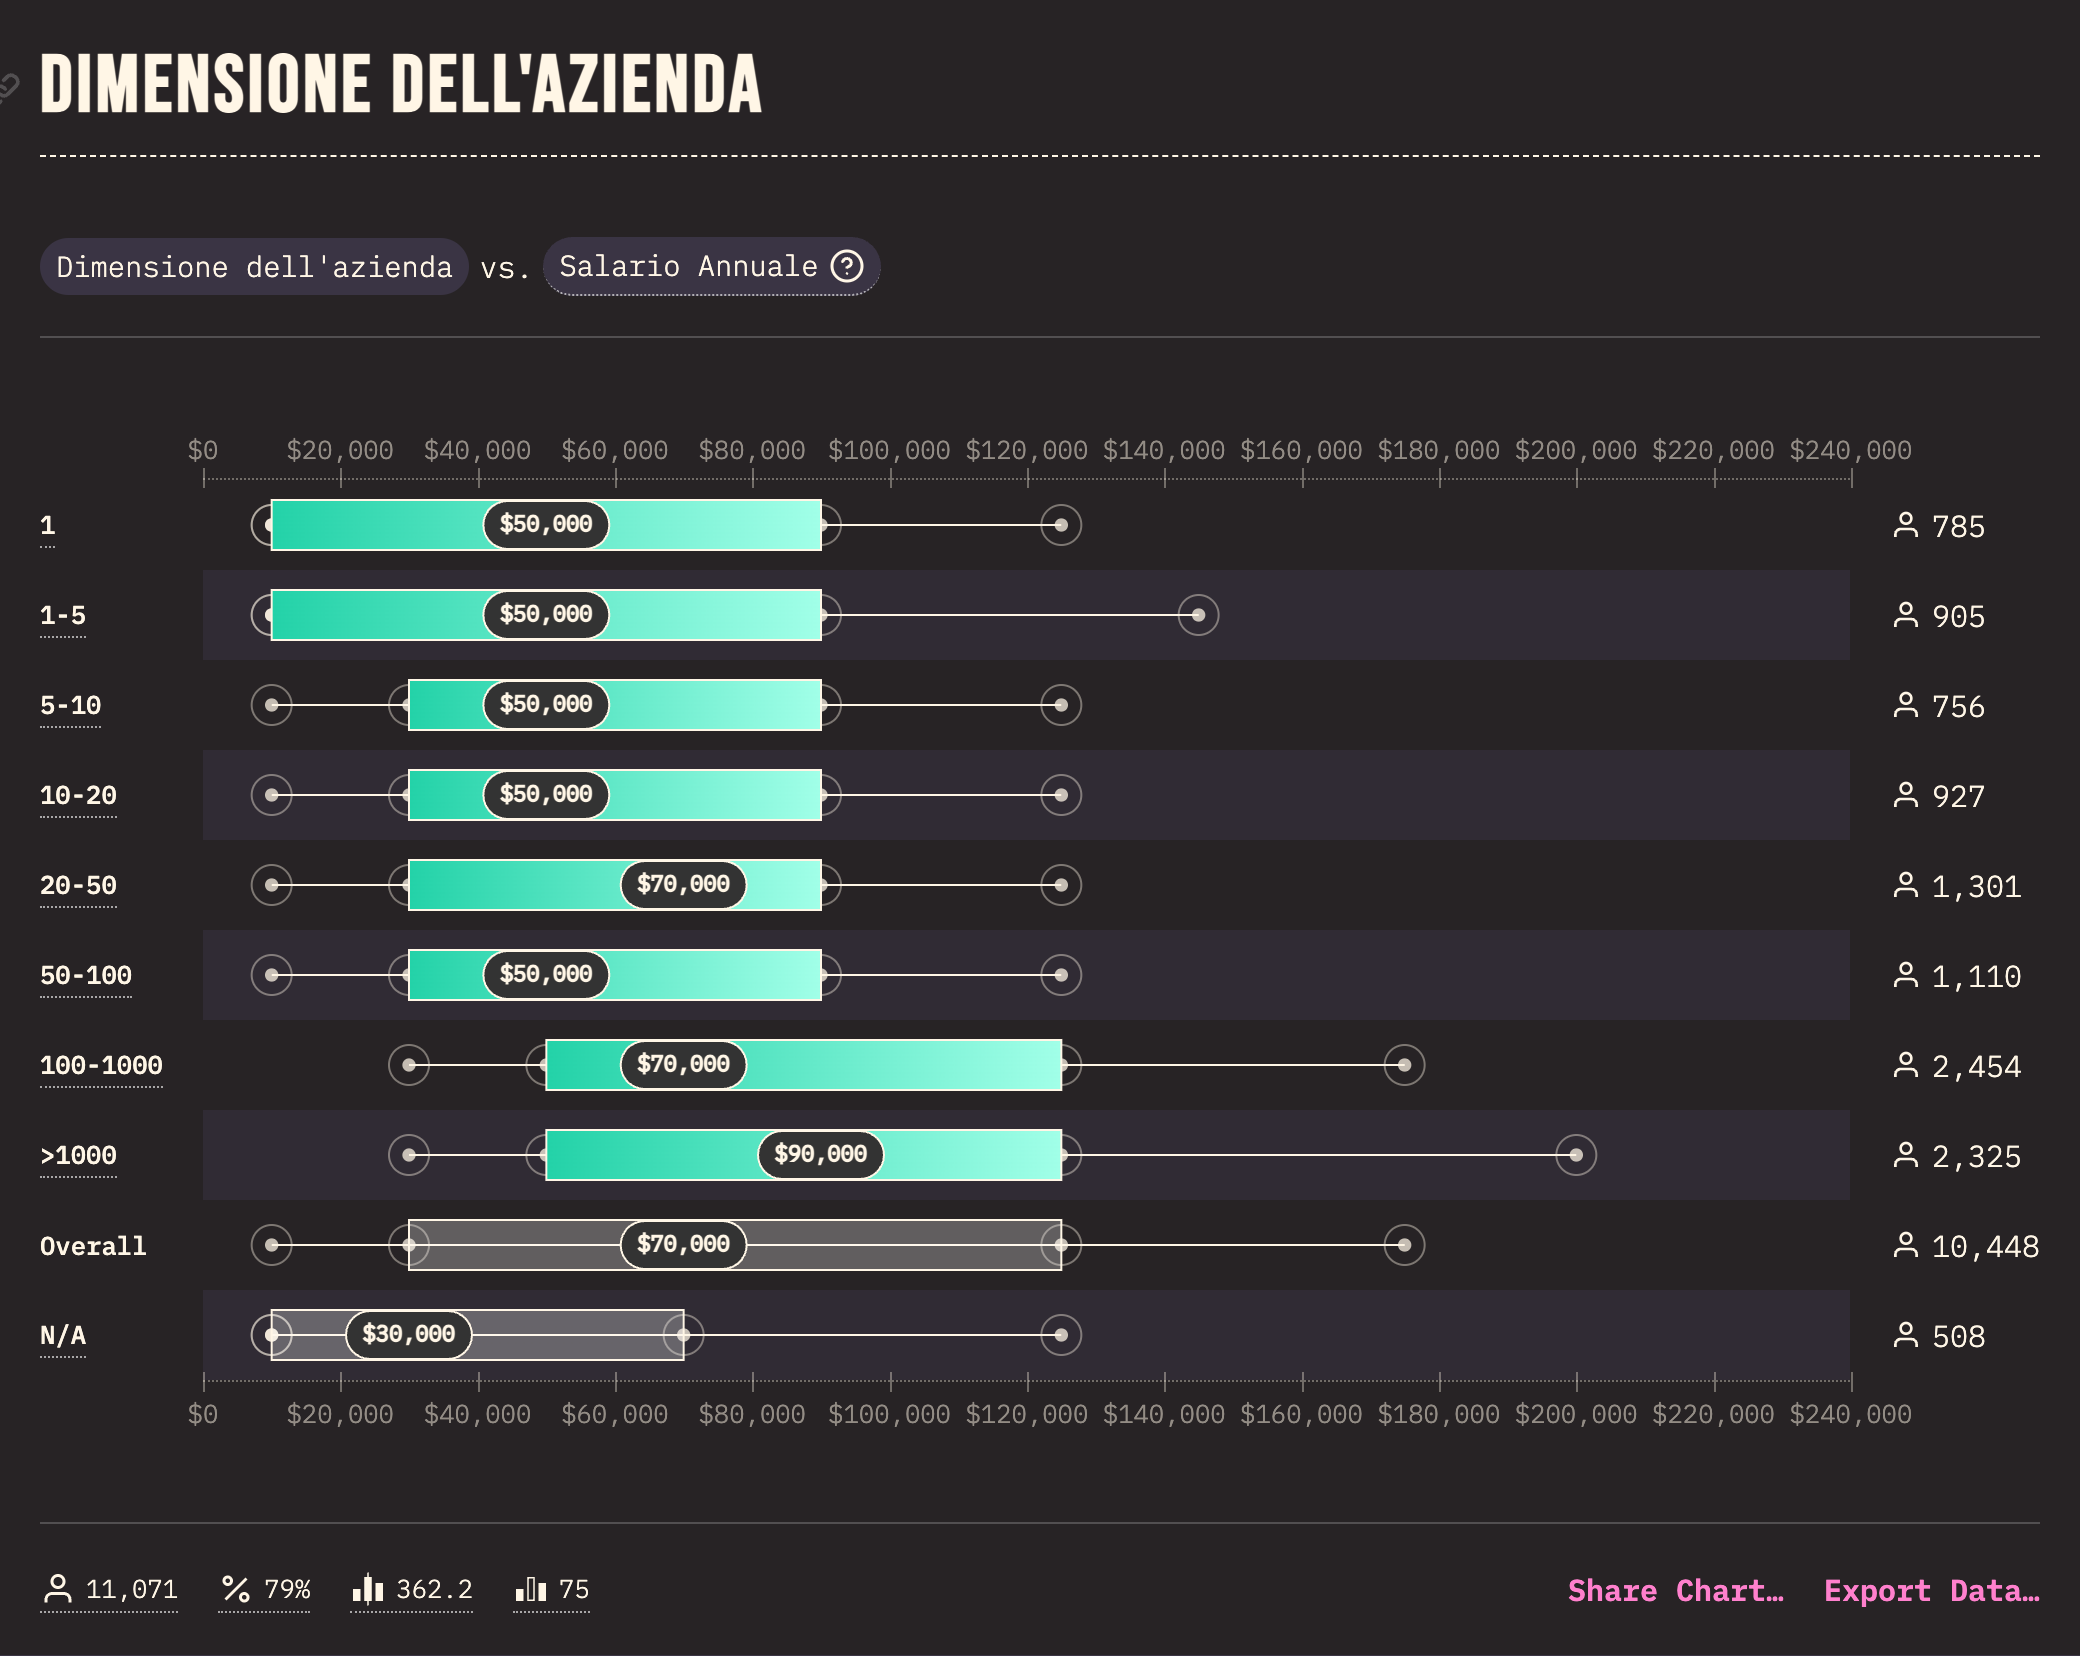 DIMENSIONE DELL'AZIENDA
Dimensione dell'azienda vs. Salario Annuale ?
$0 $20,000 $40,000 $60,000 $80,000 $100,000 $120,000 $140,000 $160,000 $180,000 $200,000 $220,000 $240,000
1 $50,000 785
1-5 $50,000 905
5-10 $50,000 756
10-20 $50,000 927
20-50 $70,000 1,301
50-100 $50,000 1,110
100-1000 $70,000 2,454
>1000 $90,000 2,325
Overall $70,000 10,448
N/A $30,000 508
$0 $20,000 $40,000 $60,000 $80,000 $100,000 $120,000 $140,000 $160,000 $180,000 $200,000 $220,000 $240,000
11,071 79% 362.2 75 Share Chart… Export Data…